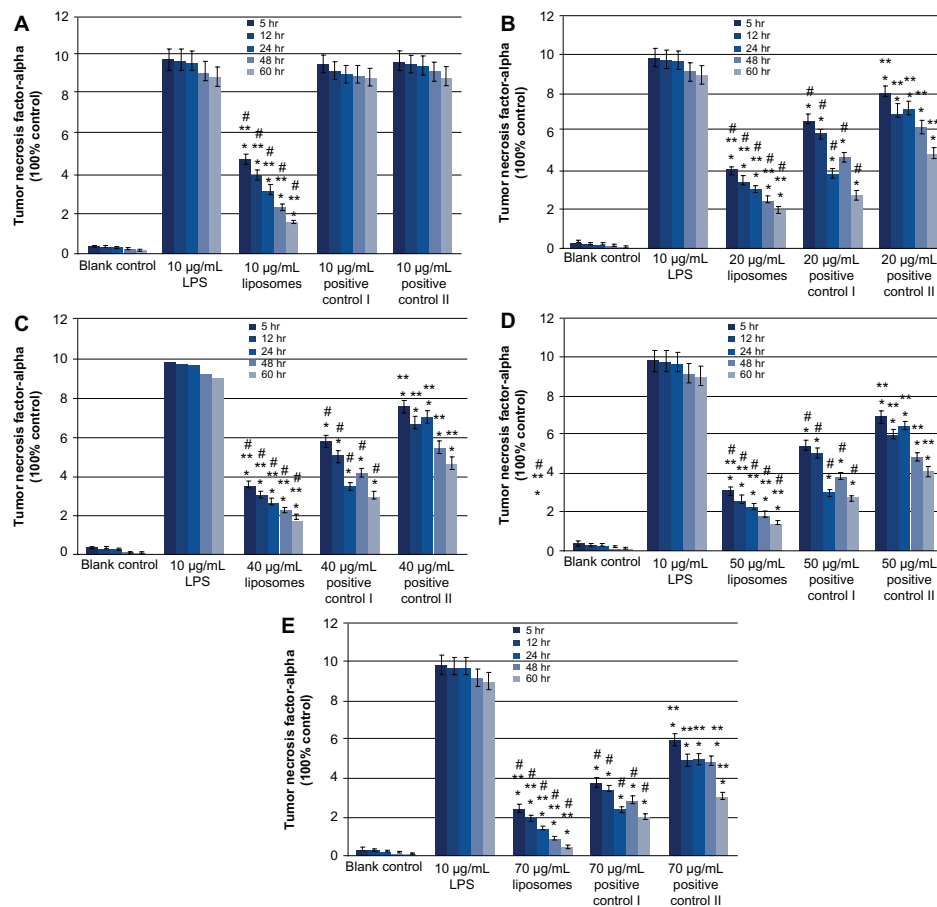 A
Tumor necrosis factor-alpha
(100% control)
12
10
8
6
4
2
0
5 hr
12 hr
24 hr
48 hr
60 hr
# # # # #
** ** ** ** **
* * * * *
Blank control
10 µg/mL
LPS
10 µg/mL
liposomes
10 µg/mL
positive
control I
10 µg/mL
positive
control II
B
Tumor necrosis factor-alpha
(100% control)
12
10
8
6
4
2
0
5 hr
12 hr
24 hr
48 hr
60 hr
# # # # #
** ** ** ** **
* * * * *
# # # # #
* * * * *
** ** ** ** **
* * * * *
Blank control
10 µg/mL
LPS
20 µg/mL
liposomes
20 µg/mL
positive
control I
20 µg/mL
positive
control II
C
Tumor necrosis factor-alpha
(100% control)
12
10
8
6
4
2
0
5 hr
12 hr
24 hr
48 hr
60 hr
# # # # #
** ** ** ** **
* * * * *
# # # # #
* * * * *
** ** ** ** **
* * * * *
Blank control
10 µg/mL
LPS
40 µg/mL
liposomes
40 µg/mL
positive
control I
40 µg/mL
positive
control II
D
Tumor necrosis factor-alpha
(100% control)
#
**
*
12
10
8
6
4
2
0
5 hr
12 hr
24 hr
48 hr
60 hr
# # # # #
** ** ** ** **
* * * * *
# # # # #
* * * * *
** ** ** ** **
* * * * *
Blank control
10 µg/mL
LPS
50 µg/mL
liposomes
50 µg/mL
positive
control I
50 µg/mL
positive
control II
E
Tumor necrosis factor-alpha
(100% control)
12
10
8
6
4
2
0
5 hr
12 hr
24 hr
48 hr
60 hr
# # # # #
** ** ** ** **
* * * * *
# # # # #
* * * * *
** ** ** ** **
* * * * *
Blank control
10 µg/mL
LPS
70 µg/mL
liposomes
70 µg/mL
positive
control I
70 µg/mL
positive
control II